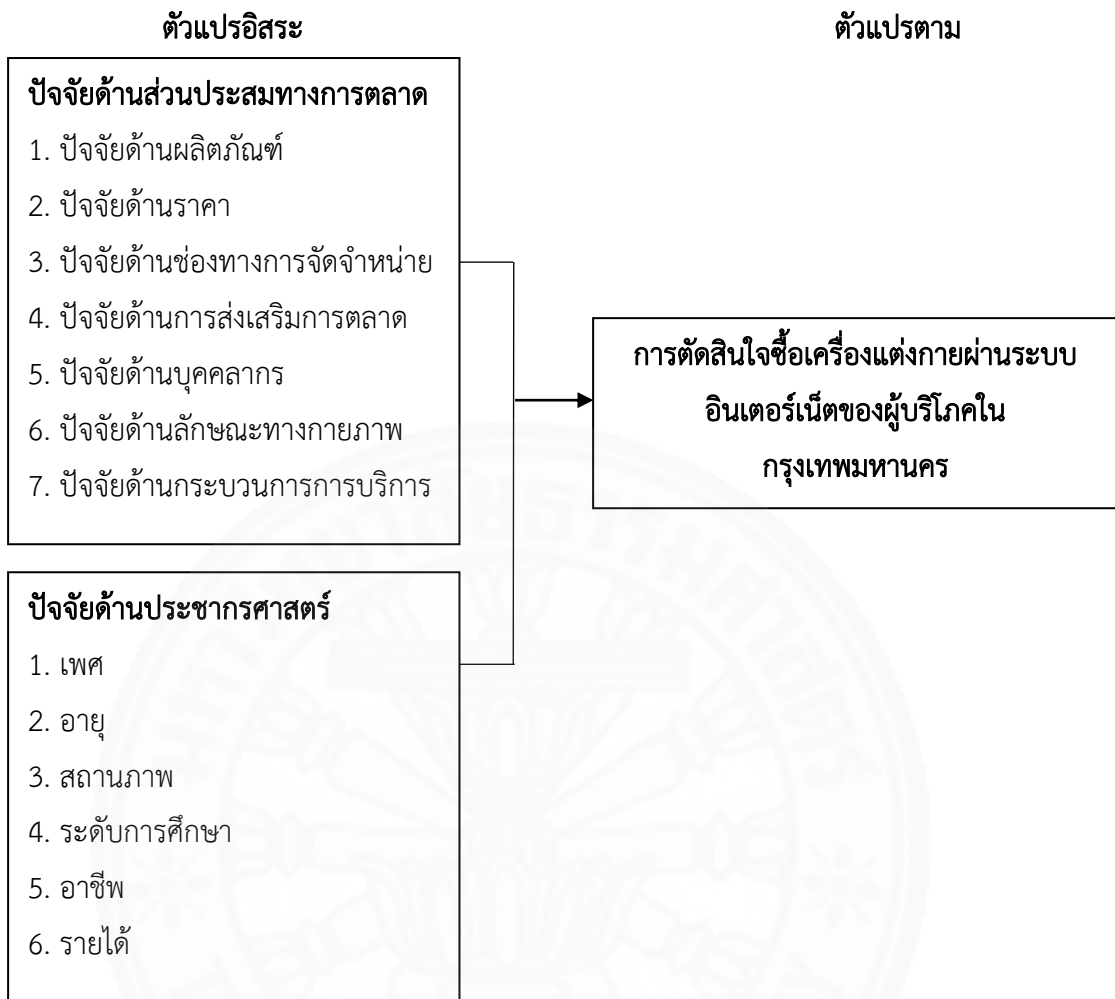 ตัวแปรอิสระ
ตัวแปรตาม
ปัจจัยด้านส่วนประสมทางการตลาด
1. ปัจจัยด้านผลิตภัณฑ์
2. ปัจจัยด้านราคา
3. ปัจจัยด้านช่องทางการจัดจำหน่าย
4. ปัจจัยด้านการส่งเสริมการตลาด
5. ปัจจัยด้านบุคคลากร
6. ปัจจัยด้านลักษณะทางกายภาพ
7. ปัจจัยด้านกระบวนการการบริการ
การตัดสินใจซื้อเครื่องแต่งกายผ่านระบบ
อินเตอร์เน็ตของผู้บริโภคใน
กรุงเทพมหานคร
ปัจจัยด้านประชากรศาสตร์
1. เพศ
2. อายุ
3. สถานภาพ
4. ระดับการศึกษา
5. อาชีพ
6. รายได้